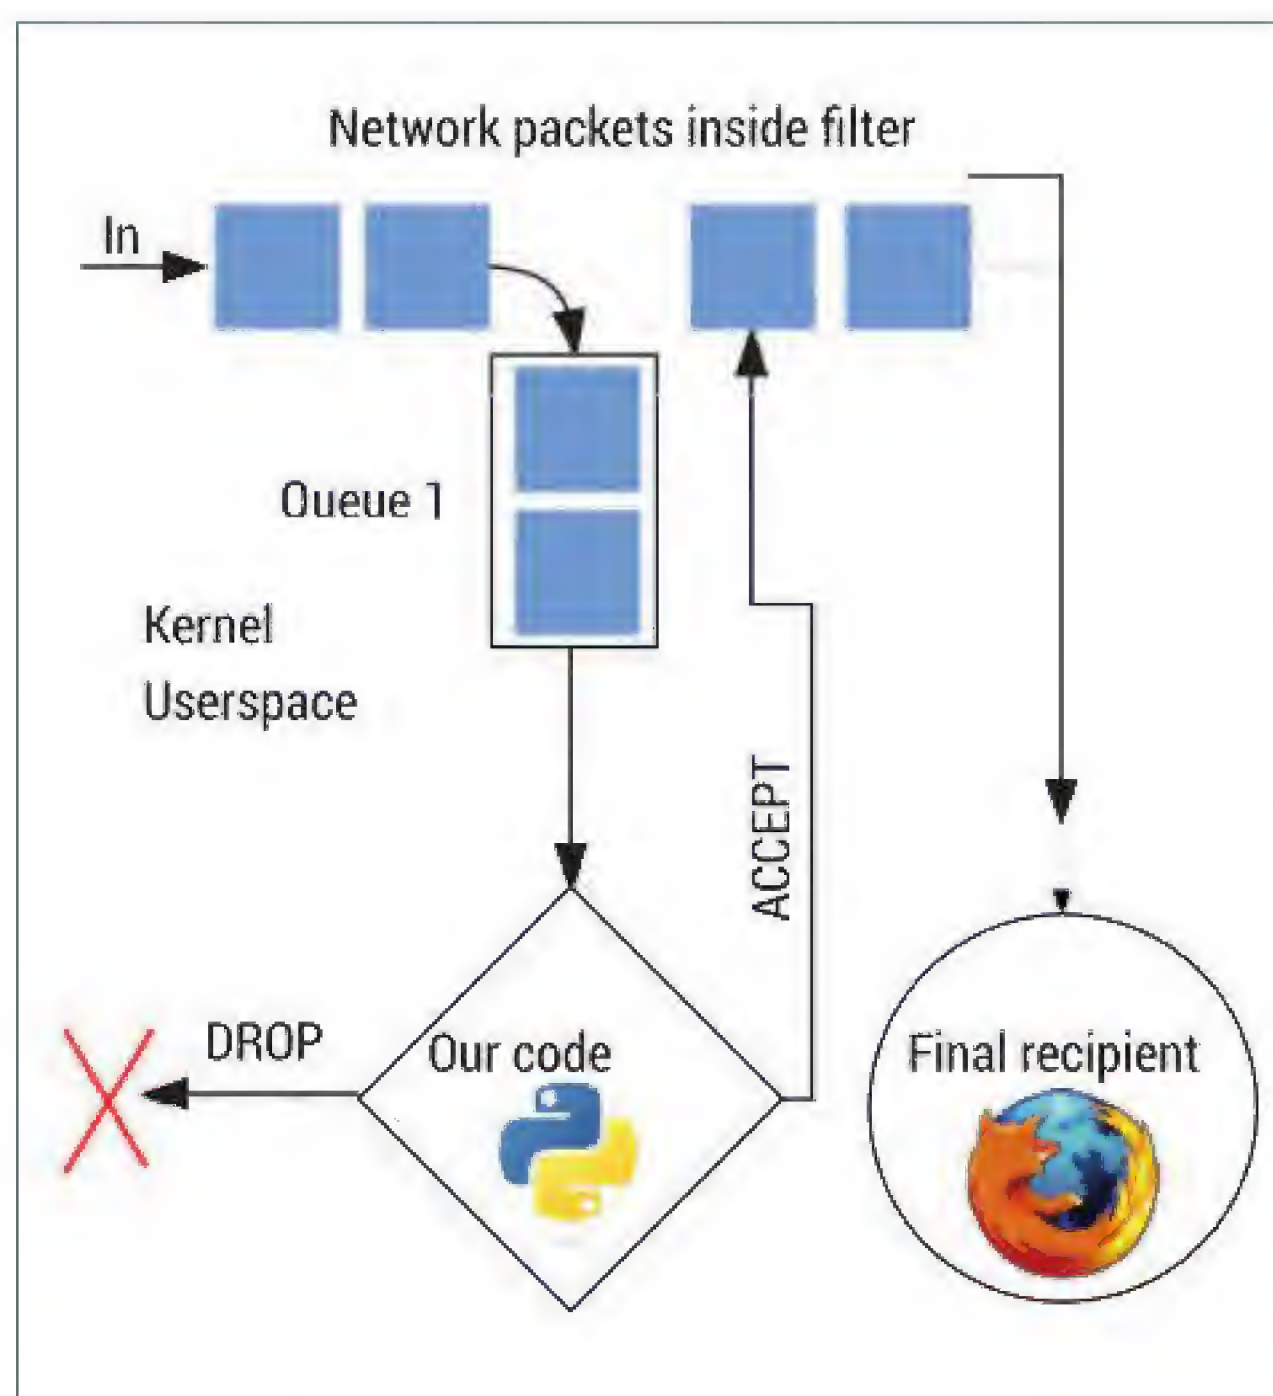 Network packets inside filter
In
Queue 1
Kernel
Userspace
ACCEPT
DROP
Our code
Final recipient